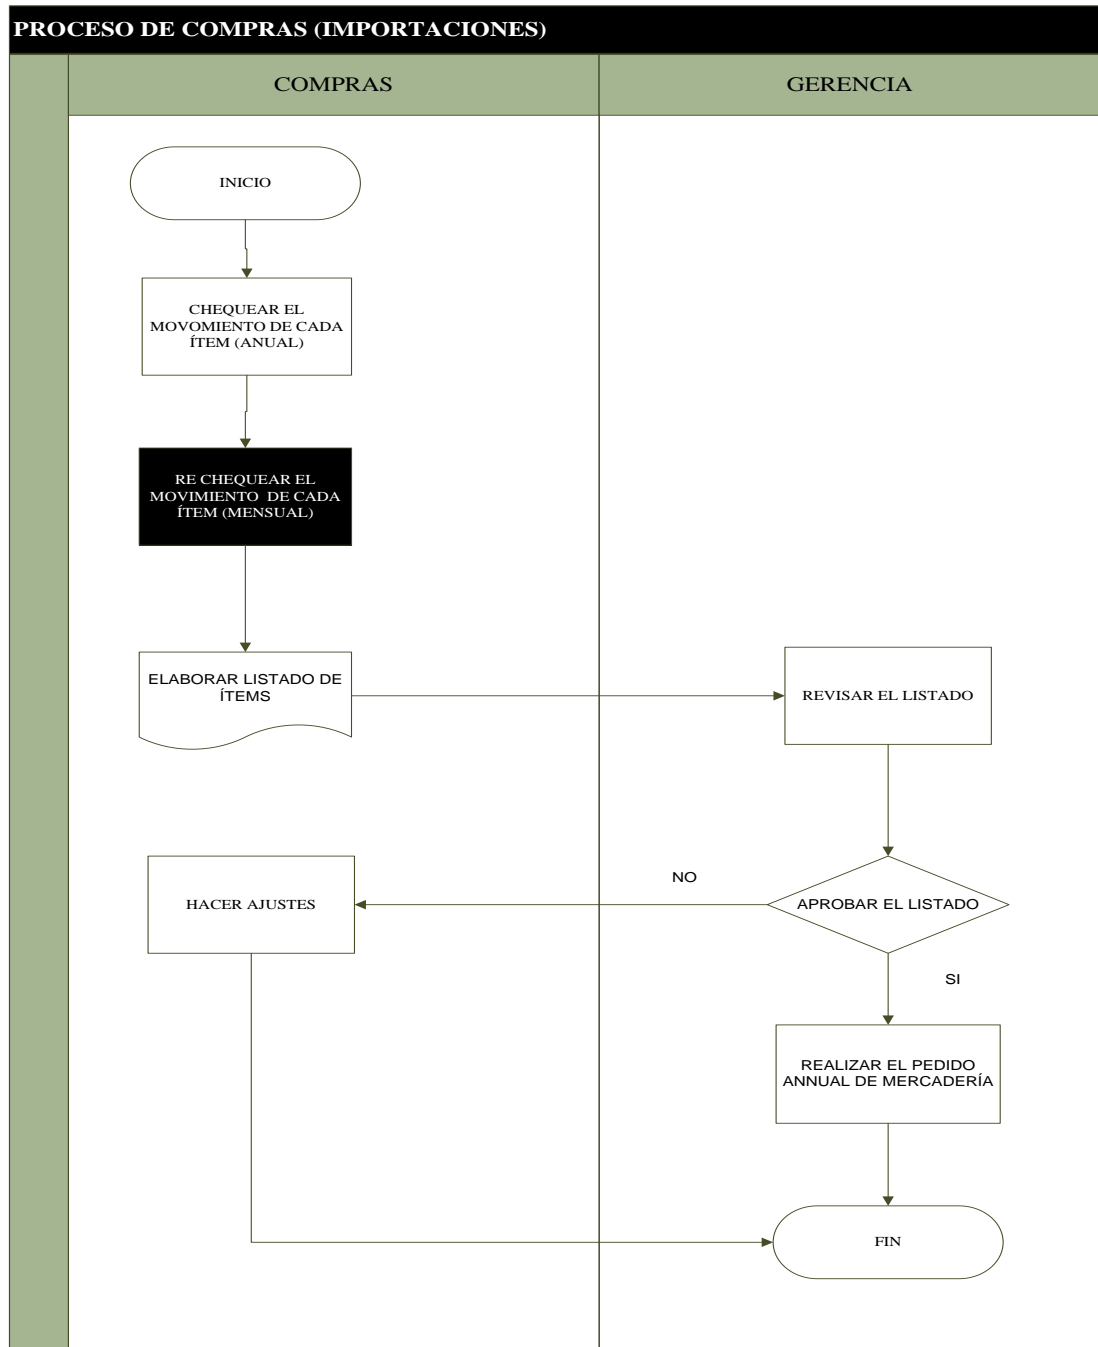 PROCESO DE COMPRAS (IMPORTACIONES)
COMPRAS
GERENCIA
INICIO
CHEQUEAR EL
MOVOMIENTO DE CADA
ÍTEM (ANUAL)
RE CHEQUEAR EL
MOVIMIENTO DE CADA
ÍTEM (MENSUAL)
ELABORAR LISTADO DE
ÍTEMS
REVISAR EL LISTADO
NO
HACER AJUSTES
APROBAR EL LISTADO
SI
REALIZAR EL PEDIDO
ANNUAL DE MERCADERÍA
FIN